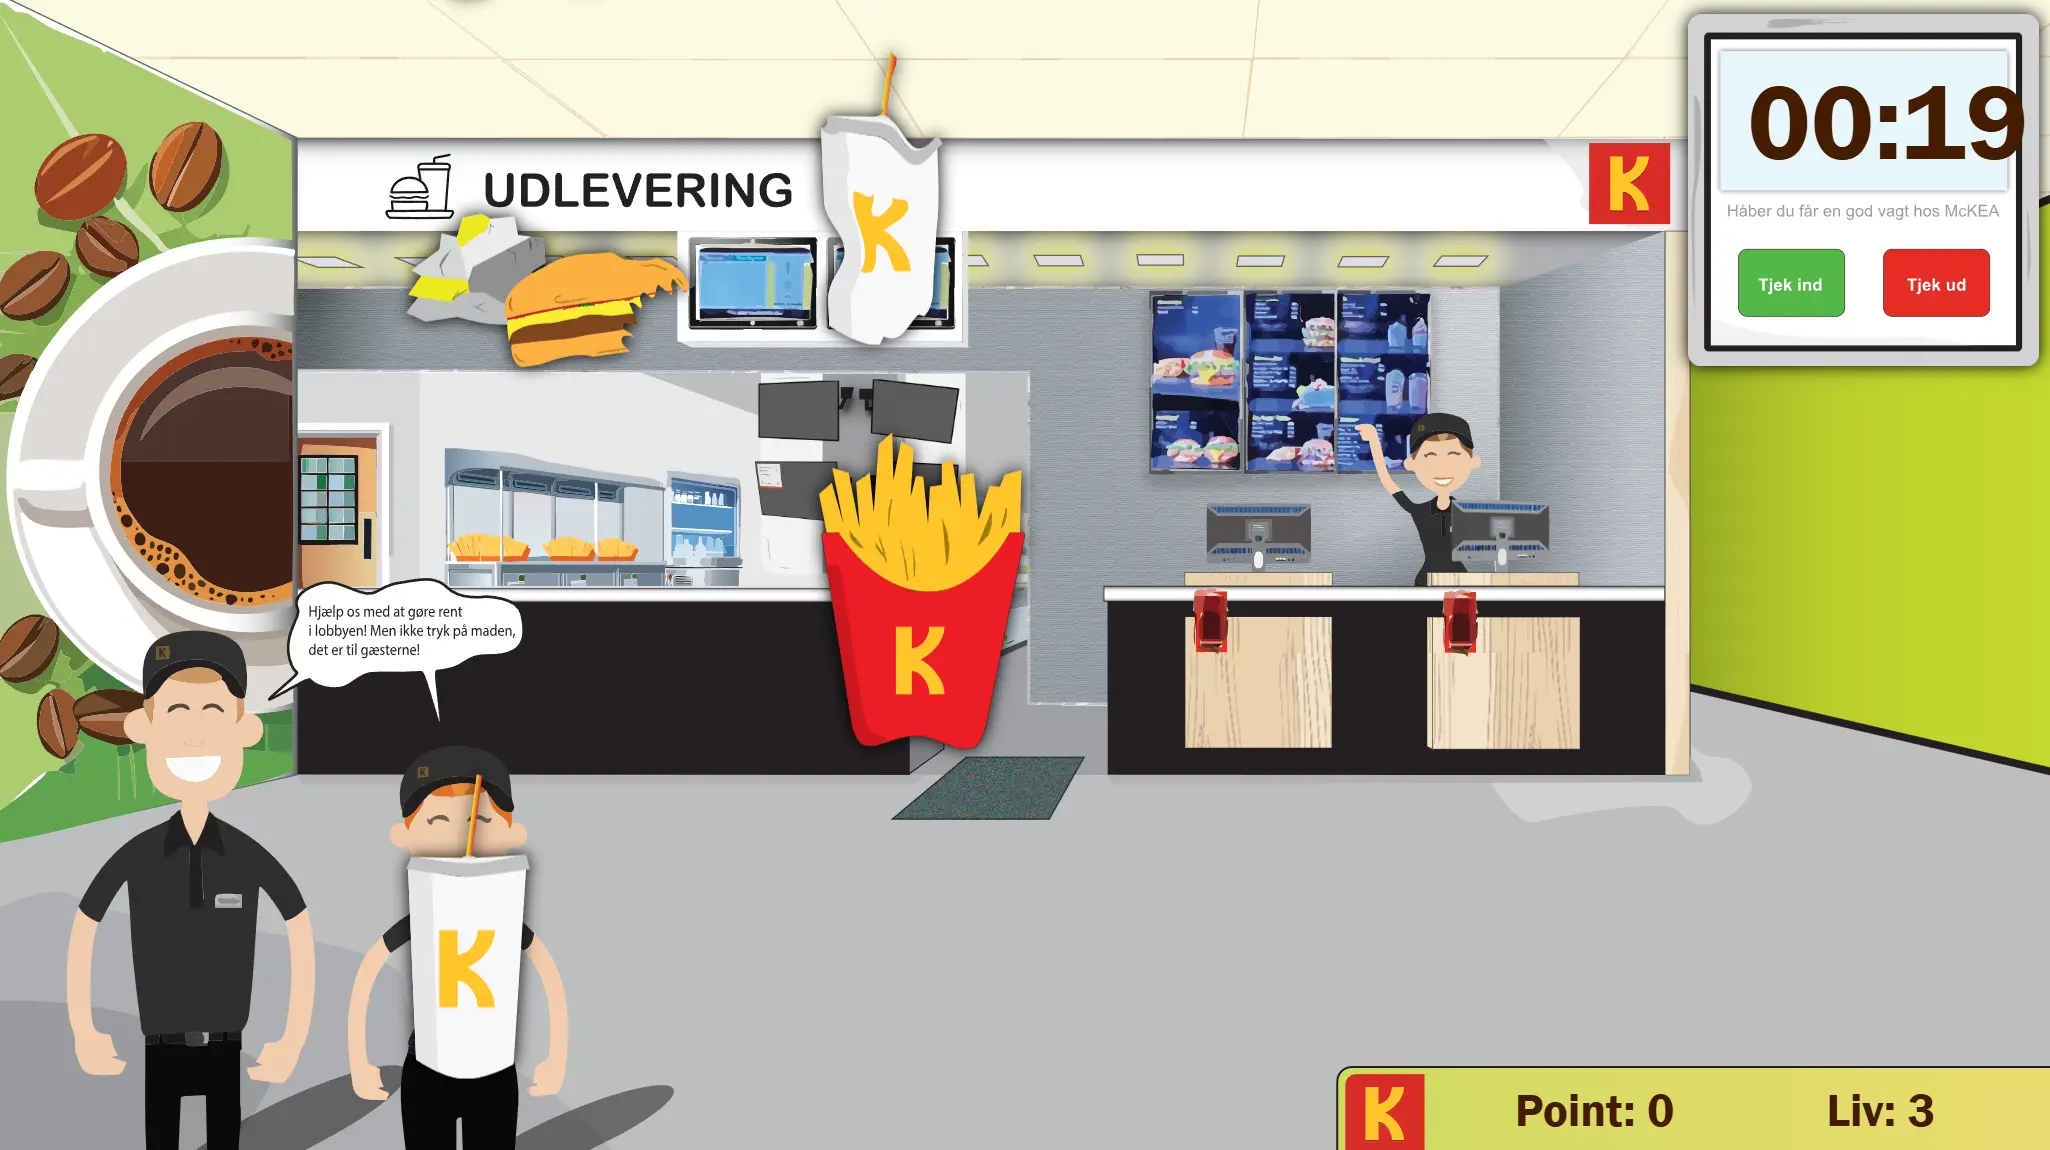 UDLEVERING
K
K
00:19
Håber du får en god vagt hos McKEA
Tjek ind
Tjek ud
Hjælp os med at gøre rent
i lobbyen! Men ikke tryk på maden,
det er til gæsterne!
K
K
K
K
K
K
Point: 0
Liv: 3